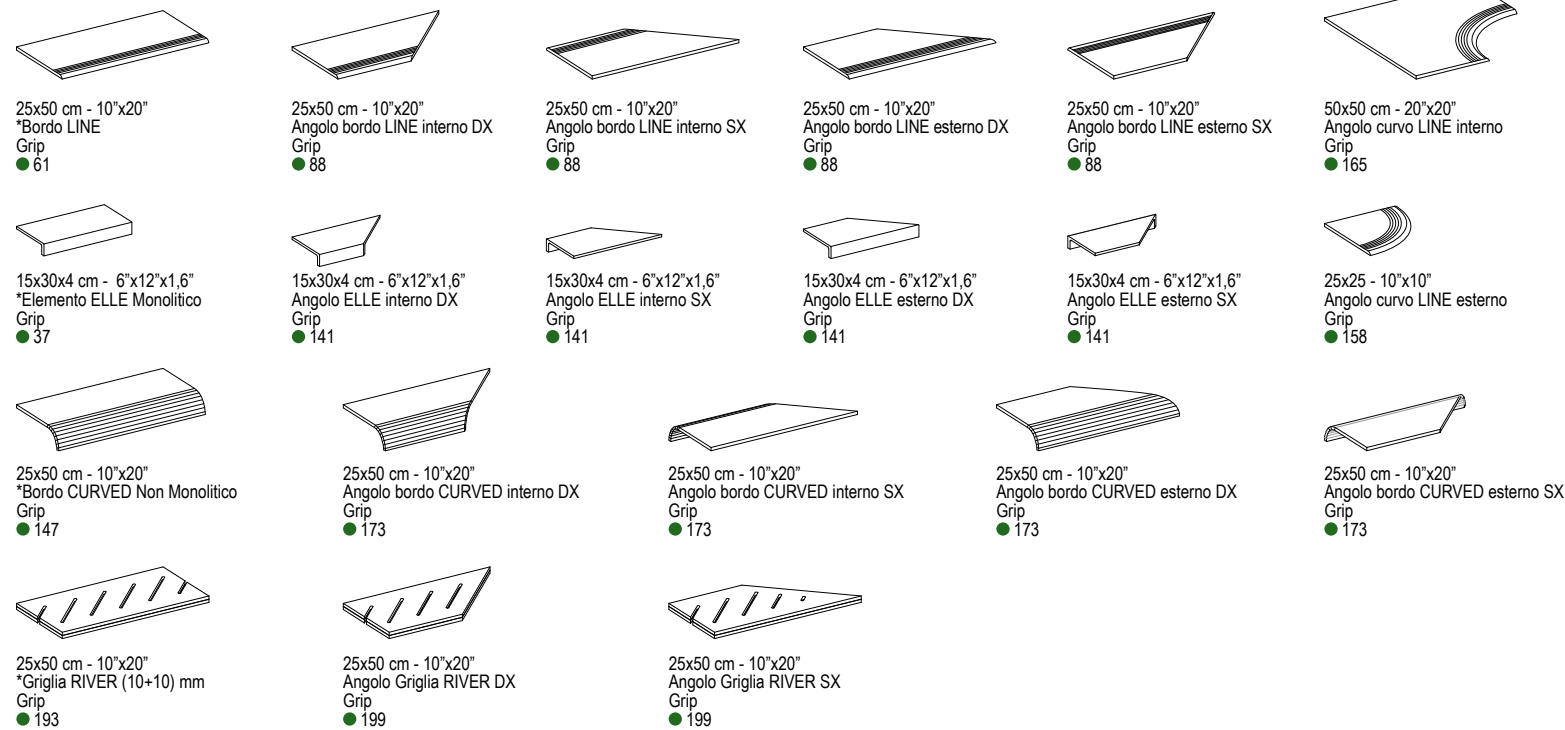 25x50 cm - 10”x20”
*Bordo LINE
Grip
61
25x50 cm - 10”x20”
Angolo bordo LINE interno DX
Grip
88
25x50 cm - 10”x20”
Angolo bordo LINE interno SX
Grip
88
25x50 cm - 10”x20”
Angolo bordo LINE esterno DX
Grip
88
25x50 cm - 10”x20”
Angolo bordo LINE esterno SX
Grip
88
50x50 cm - 20”x20”
Angolo curvo LINE interno
Grip
165
15x30x4 cm - 6”x12”x1,6”
*Elemento ELLE Monolitico
Grip
37
15x30x4 cm - 6”x12”x1,6”
Angolo ELLE interno DX
Grip
141
15x30x4 cm - 6”x12”x1,6”
Angolo ELLE interno SX
Grip
141
15x30x4 cm - 6”x12”x1,6”
Angolo ELLE esterno DX
Grip
141
15x30x4 cm - 6”x12”x1,6”
Angolo ELLE esterno SX
Grip
141
25x25 - 10”x10”
Angolo curvo LINE esterno
Grip
158
25x50 cm - 10”x20”
*Bordo CURVED Non Monolitico
Grip
147
25x50 cm - 10”x20”
Angolo bordo CURVED interno DX
Grip
173
25x50 cm - 10”x20”
Angolo bordo CURVED interno SX
Grip
173
25x50 cm - 10”x20”
Angolo bordo CURVED esterno DX
Grip
173
25x50 cm - 10”x20”
Angolo bordo CURVED esterno SX
Grip
173
25x50 cm - 10”x20”
*Griglia RIVER (10+10) mm
Grip
193
25x50 cm - 10”x20”
Angolo Griglia RIVER DX
Grip
199
25x50 cm - 10”x20”
Angolo Griglia RIVER SX
Grip
199